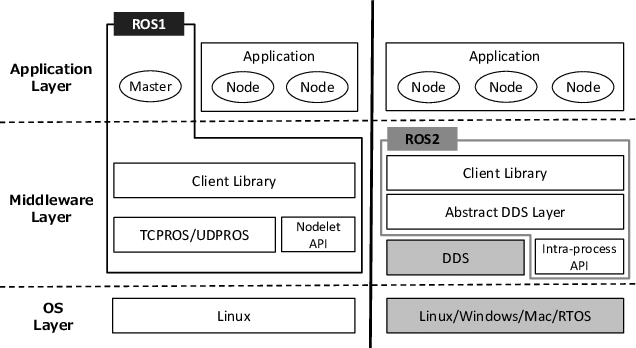 ROS1
Application
Layer
Master
Application
Node
Node
Application
Node
Node
Node
Middleware
Layer
Client Library
TCPROS/UDPROS
Nodelet
API
ROS2
Client Library
Abstract DDS Layer
DDS
Intra-process
API
OS
Layer
Linux
Linux/Windows/Mac/RTOS